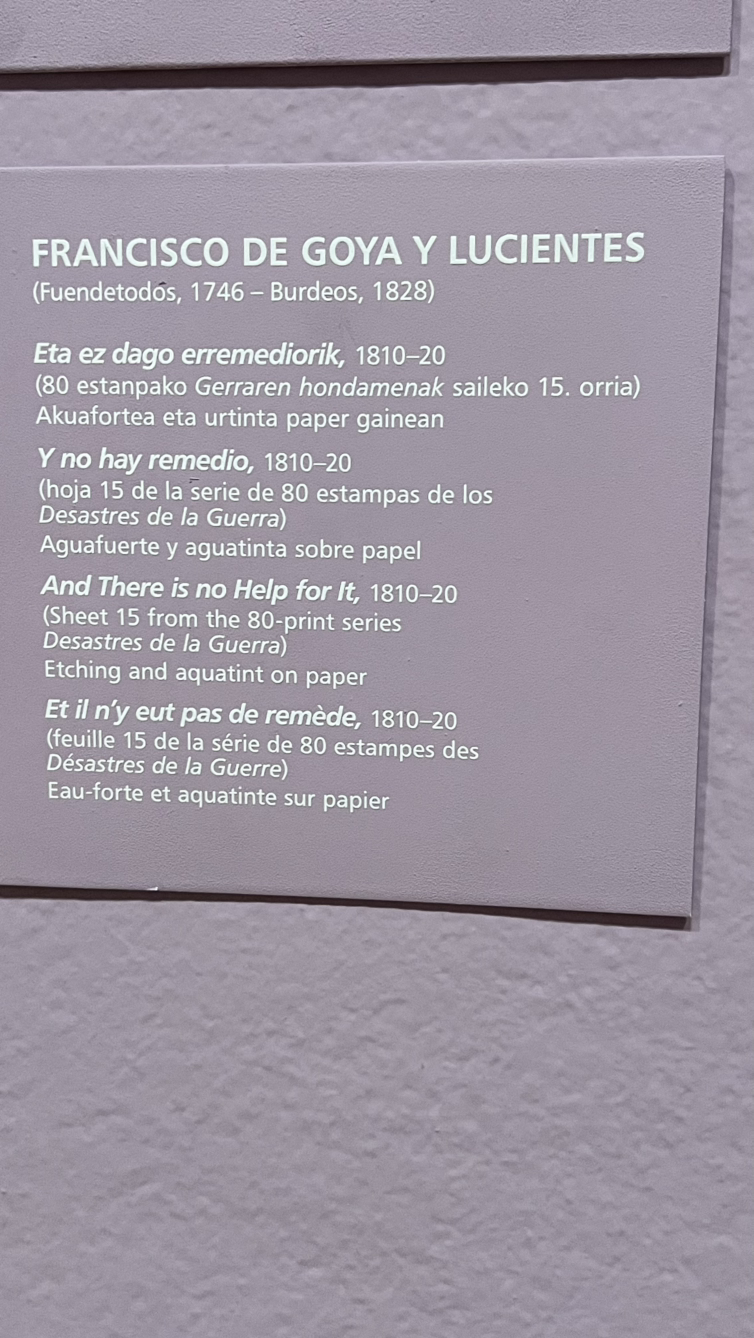 FRANCISCO DE GOYA Y LUCIENTES
(Fuendetodos, 1746 – Burdeos, 1828)
Eta ez dago erremediorik, 1810–20
(80 estanpako Gerraren hondamenak saileko 15. orria)
Akuafortea eta urtinta paper gainean
Y no hay remedio, 1810–20
(hoja 15 de la serie de 80 estampas de los
Desastres de la Guerra)
Aguafuerte y aguatinta sobre papel
And There is no Help for It, 1810–20
(Sheet 15 from the 80-print series
Desastres de la Guerra)
Etching and aquatint on paper
Et il n'y eut pas de remède, 1810–20
(feuille 15 de la série de 80 estampes des
Désastres de la Guerre)
Eau-forte et aquatinte sur papier